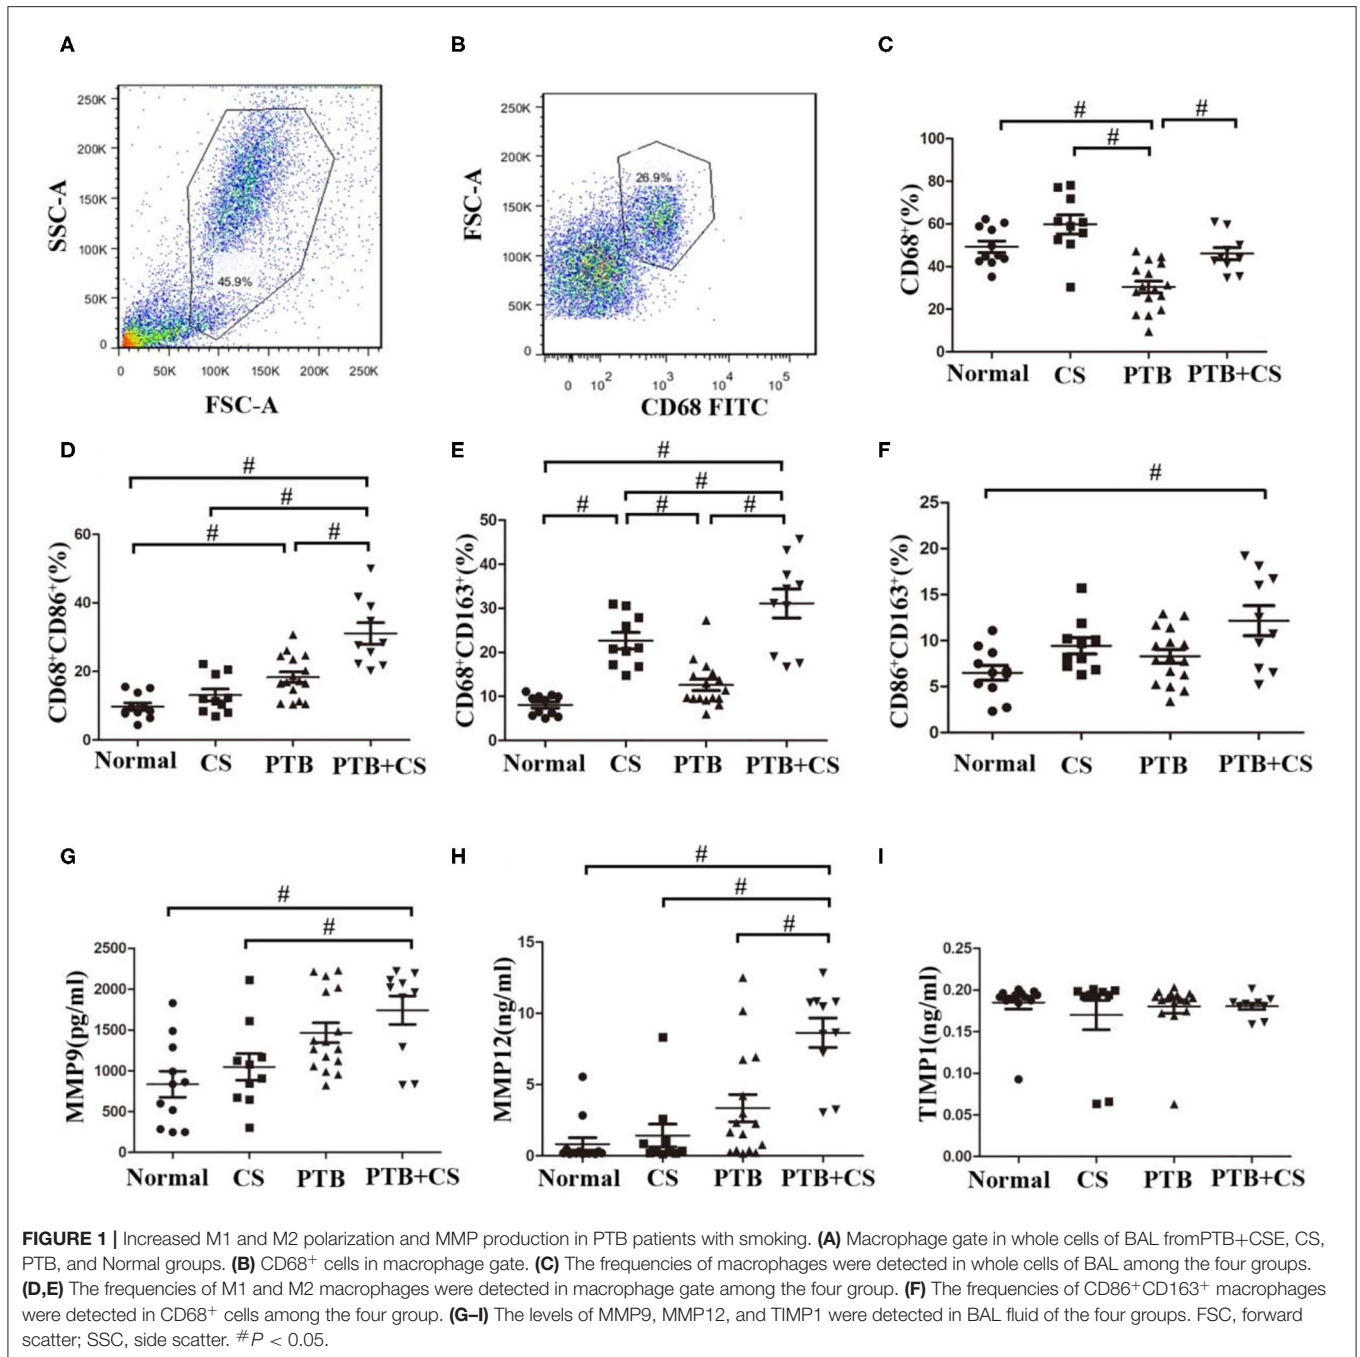 A
B
C
250K
200K
150K
100K
50K
0
SSC-A
45.9%
0 50K 100K 150K 200K 250K
FSC-A
250K
200K
150K
100K
50K
0
FSC-A
26.9%
0 10² 10³ 10⁴ 10⁵
CD68 FITC
# # #
100
80
60
40
20
0
CD68⁺(%)
Normal CS PTB PTB+CS
D
E
F
# # # #
60
40
20
0
CD68⁺CD86⁺(%)
Normal CS PTB PTB+CS
# # # # #
50
40
30
20
10
0
CD68⁺CD163⁺(%)
Normal CS PTB PTB+CS
#
25
20
15
10
5
0
CD86⁺CD163⁺(%)
Normal CS PTB PTB+CS
G
H
I
# #
2500
2000
1500
1000
500
0
MMP9(pg/ml)
Normal CS PTB PTB+CS
# # #
15
10
5
0
MMP12(ng/ml)
Normal CS PTB PTB+CS
0.25
0.20
0.15
0.10
0.05
0.00
TIMP1(ng/ml)
Normal CS PTB PTB+CS
FIGURE 1 | Increased M1 and M2 polarization and MMP production in PTB patients with smoking. (A) Macrophage gate in whole cells of BAL fromPTB+CSE, CS,
PTB, and Normal groups. (B) CD68⁺ cells in macrophage gate. (C) The frequencies of macrophages were detected in whole cells of BAL among the four groups.
(D,E) The frequencies of M1 and M2 macrophages were detected in macrophage gate among the four group. (F) The frequencies of CD86⁺CD163⁺ macrophages
were detected in CD68⁺ cells among the four group. (G–I) The levels of MMP9, MMP12, and TIMP1 were detected in BAL fluid of the four groups. FSC, forward
scatter; SSC, side scatter. #P < 0.05.